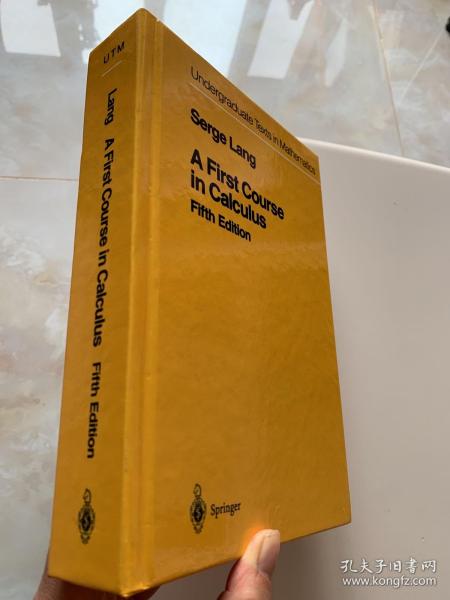 UTM
Lang A First Course in Calculus Fifth Edition
Undergraduate Texts in Mathematics
Serge Lang
A First Course
in Calculus
Fifth Edition
Springer
孔夫子旧书网
www.kongfz.com